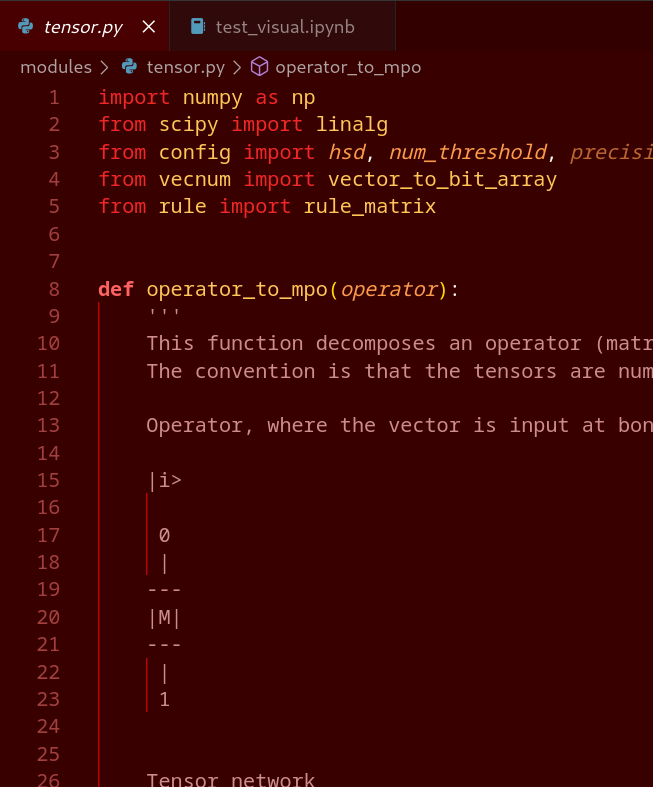 tensor.py
test_visual.ipynb
modules > tensor.py > operator_to_mpo
1 import numpy as np
2 from scipy import linalg
3 from config import hsd, num_threshold, precisi
4 from vecnum import vector_to_bit_array
5 from rule import rule_matrix
6
7
8 def operator_to_mpo(operator):
9 '''
10 This function decomposes an operator (matr
11 The convention is that the tensors are num
12
13 Operator, where the vector is input at bon
14
15 |i>
16
17 0
18 |
19 ---
20 |M|
21 ---
22 |
23 1
24
25
26 Tensor network